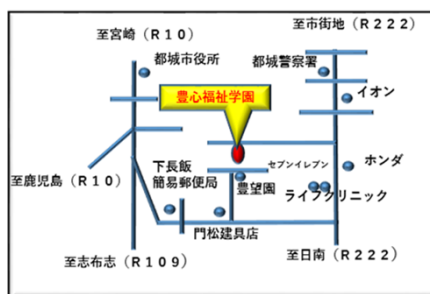 至市街地（Ｒ２２２）
至宮崎（Ｒ１０）
都城市役所
都城警察署
豊心福祉学園
イオン
セブンイレブン
ホンダ
下長飯
簡易郵便局
豊望園
ライフクリニック
至鹿児島（Ｒ１０）
門松建具店
至志布志（Ｒ１０９）
至日南（Ｒ２２２）